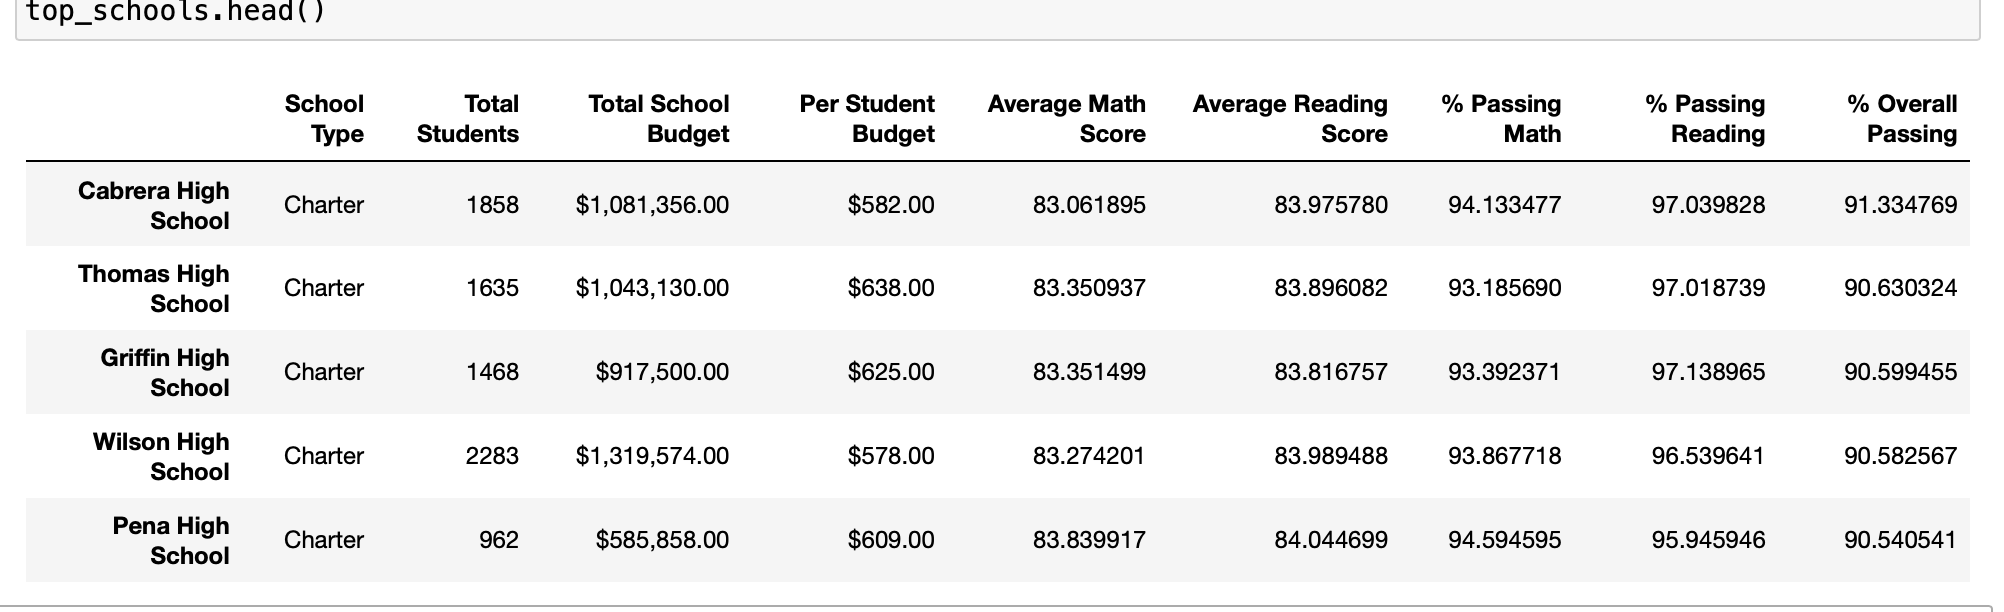 top_schools.head()
School Type	Total Students	Total School Budget	Per Student Budget	Average Math Score	Average Reading Score	% Passing Math	% Passing Reading	% Overall Passing
Cabrera High School	Charter	1858	$1,081,356.00	$582.00	83.061895	83.975780	94.133477	97.039828	91.334769
Thomas High School	Charter	1635	$1,043,130.00	$638.00	83.350937	83.896082	93.185690	97.018739	90.630324
Griffin High School	Charter	1468	$917,500.00	$625.00	83.351499	83.816757	93.392371	97.138965	90.599455
Wilson High School	Charter	2283	$1,319,574.00	$578.00	83.274201	83.989488	93.867718	96.539641	90.582567
Pena High School	Charter	962	$585,858.00	$609.00	83.839917	84.044699	94.594595	95.945946	90.540541